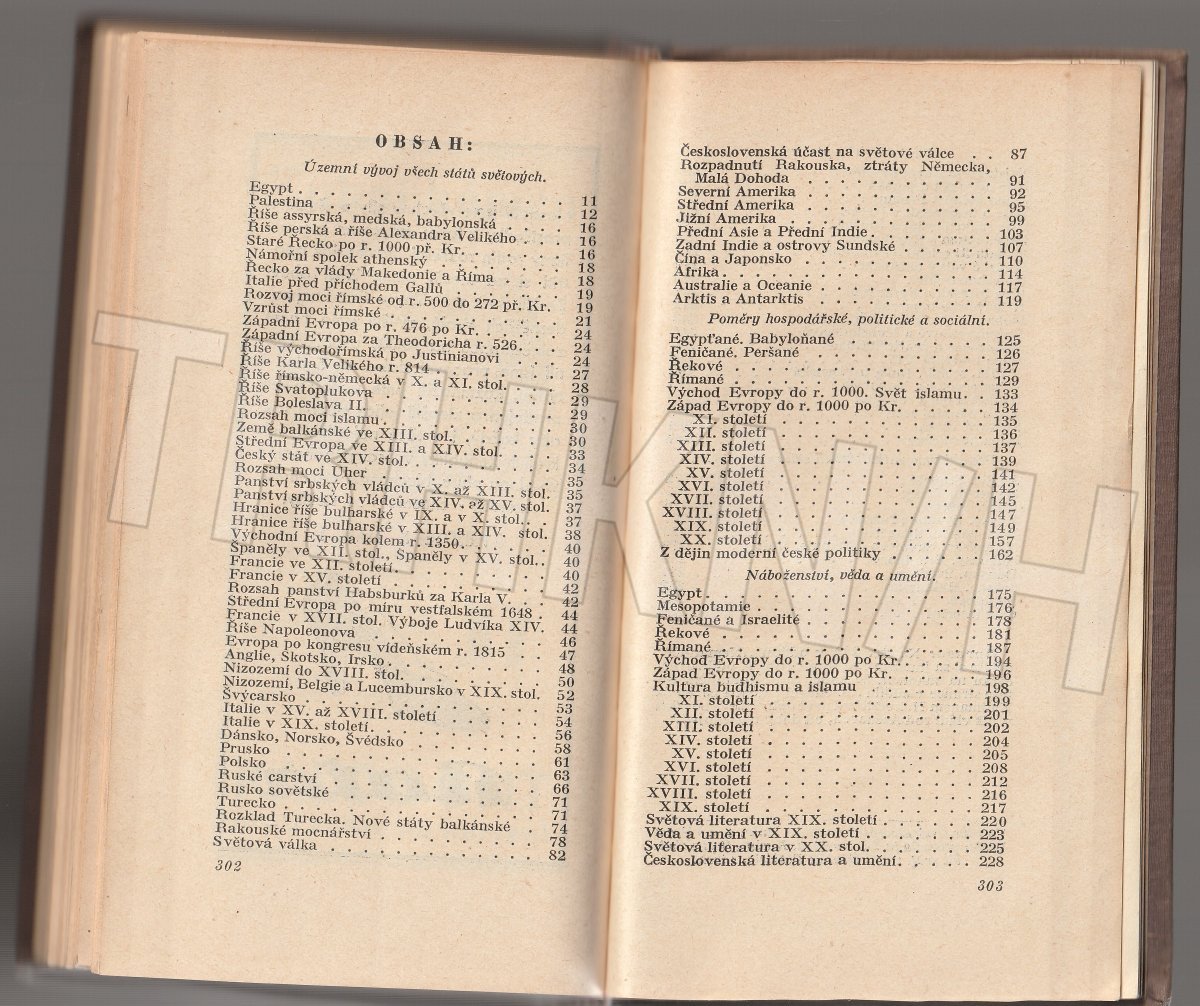 OBSAH:
Územní vývoj všech států světových.
Egypt . . . . . . . . . . . . 11
Palestina . . . . . . . . . . . 12
Říše assyrská, medská, babylonská . . . . 16
Říše perská a říše Alexandra Velikého . . . 16
Staré Řecko po r. 1000 př. Kr. . . . . . 16
Námořní spolek athenský . . . . . . . 18
Řecko za vlády Makedonie a Říma . . . . 18
Italie před příchodem Gallů . . . . . . 19
Rozvoj moci římské od r. 500 do 272 př. Kr. 19
Vzrůst moci římské . . . . . . . . . 21
Západní Evropa po r. 476 po Kr. . . . . . 24
Západní Evropa za Theodoricha r. 526. . . . 24
Říše východořímská po Justinianovi . . . . 24
Říše Karla Velikého r. 814 . . . . . . . 27
Říše římsko-německá v X. a XI. stol. . . . 28
Říše Svatoplukova . . . . . . . . . 29
Říše Boleslava II. . . . . . . . . . 29
Rozsah moci islamu . . . . . . . . . 30
Země balkánské ve XIII. stol. . . . . . . 30
Střední Evropa ve XIII. a XIV. stol. . . . 33
Český stát ve XIV. stol. . . . . . . . 34
Rozsah moci Uher . . . . . . . . . . 35
Panství srbských vládců v X. až XIII. stol. 35
Panství srbských vládců ve XIV. až XV. stol. 37
Hranice říše bulharské v IX. a v X. stol. . 37
Hranice říše bulharské v XIII. a XIV. stol. 38
Východní Evropa kolem r. 1350. . . . . . 40
Španěly ve XII. stol., Španěly v XV. stol. . 40
Francie ve XII. století . . . . . . . . 40
Francie v XV. století . . . . . . . . 42
Rozsah panství Habsburků za Karla V. . . . 42
Střední Evropa po míru vestfalském 1648 . . 44
Francie v XVII. stol. Výboje Ludvíka XIV. 44
Říše Napoleonova . . . . . . . . . . 46
Evropa po kongresu vídeňském r. 1815 . . . 47
Anglie, Skotsko, Irsko . . . . . . . . 48
Nizozemí do XVIII. stol. . . . . . . . 50
Nizozemí, Belgie a Lucembursko v XIX. stol. 52
Švýcarsko . . . . . . . . . . . . 53
Italie v XV. až XVIII. století . . . . . 54
Italie v XIX. století. . . . . . . . . 56
Dánsko, Norsko, Švédsko . . . . . . . 58
Prusko . . . . . . . . . . . . . 61
Polsko . . . . . . . . . . . . . 63
Ruské carství . . . . . . . . . . . 66
Rusko sovětské . . . . . . . . . . 71
Turecko . . . . . . . . . . . . . 71
Rozklad Turecka. Nové státy balkánské . . 74
Rakouské mocnářství . . . . . . . . . 78
Světová válka . . . . . . . . . . . 82
302
Československá účast na světové válce . . 87
Rozpadnutí Rakouska, ztráty Německa,
Malá Dohoda . . . . . . . . . . 91
Severní Amerika . . . . . . . . . . 92
Střední Amerika . . . . . . . . . . 95
Jižní Amerika . . . . . . . . . . . 99
Přední Asie a Přední Indie . . . . . . . 103
Zadní Indie a ostrovy Sundské . . . . . 107
Čína a Japonsko . . . . . . . . . . 110
Afrika . . . . . . . . . . . . . 114
Australie a Oceanie . . . . . . . . . 117
Arktis a Antarktis . . . . . . . . . 119
Poměry hospodářské, politické a sociální.
Egypťané. Babyloňané . . . . . . . . 125
Feničané. Peršané . . . . . . . . . . 126
Řekové . . . . . . . . . . . . . 127
Římané . . . . . . . . . . . . . 129
Východ Evropy do r. 1000. Svět islamu . . 133
Západ Evropy do r. 1000 po Kr. . . . . . 134
XI. století . . . . . . . . . . 135
XII. století . . . . . . . . . . 136
XIII. století . . . . . . . . . . 137
XIV. století . . . . . . . . . . 139
XV. století . . . . . . . . . . 141
XVI. století . . . . . . . . . . 142
XVII. století . . . . . . . . . . 145
XVIII. století . . . . . . . . . . 147
XIX. století . . . . . . . . . . 149
XX. století . . . . . . . . . . 157
Z dějin moderní české politiky . . . . . . 162
Náboženství, věda a umění.
Egypt . . . . . . . . . . . . . 175
Mesopotamie . . . . . . . . . . . 176
Feničané a Israelité . . . . . . . . . 178
Řekové . . . . . . . . . . . . . 181
Římané . . . . . . . . . . . . . 187
Východ Evropy do r. 1000 po Kr. . . . . . 194
Západ Evropy do r. 1000 po Kr. . . . . . 196
Kultura budhismu a islamu . . . . . . . 198
XI. století . . . . . . . . . . 199
XII. století . . . . . . . . . . 201
XIII. století . . . . . . . . . . 202
XIV. století . . . . . . . . . . 204
XV. století . . . . . . . . . . 205
XVI. století . . . . . . . . . . 208
XVII. století . . . . . . . . . . 212
XVIII. století . . . . . . . . . . 216
XIX. století . . . . . . . . . . 217
Světová literatura XIX. století . . . . . 220
Věda a umění v XIX. století . . . . . . 223
Světová literatura v XX. stol. . . . . . . 225
Československá literatura a umění . . . . 228
303
TRHKNIH